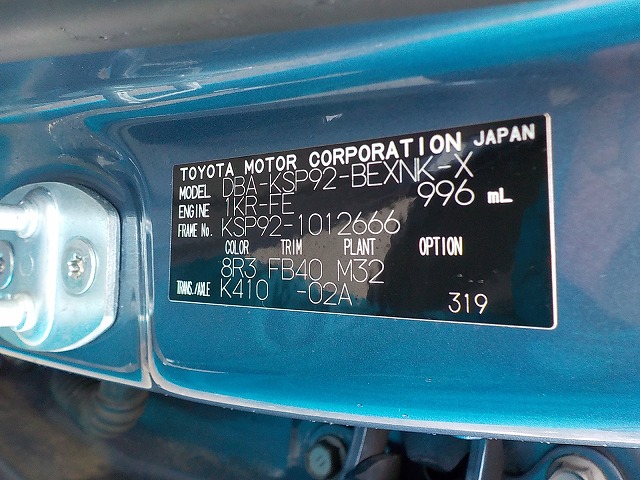 TOYOTA MOTOR CORPORATION JAPAN
MODEL DBA-KSP92-BEXNK-X
ENGINE 1KR-FE 996 mL
FRAME No. KSP92-1012666
COLOR TRIM PLANT OPTION
8R3 FB40 M32
TRANS./AXLE K410 -02A 319